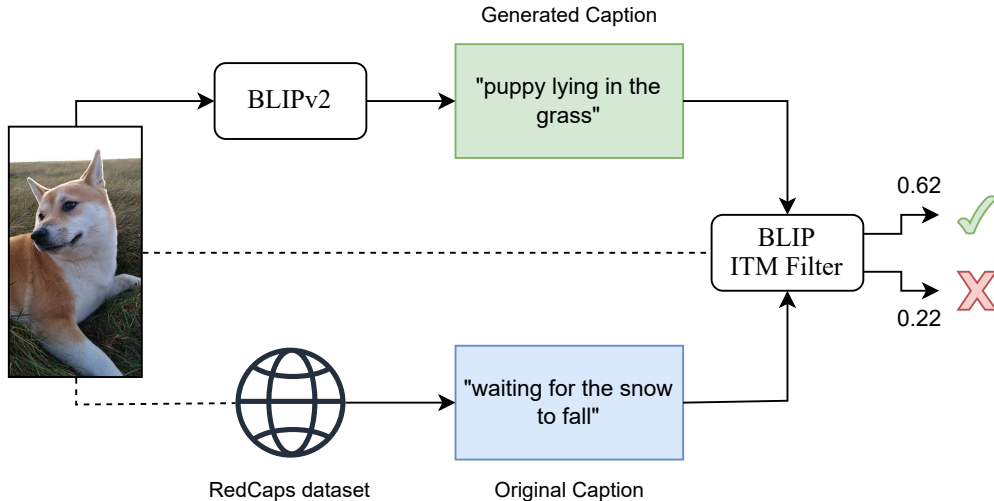 Generated Caption
BLIPv2
"puppy lying in the
grass"
0.62
BLIP
ITM Filter
0.22
"waiting for the snow
to fall"
RedCaps dataset
Original Caption